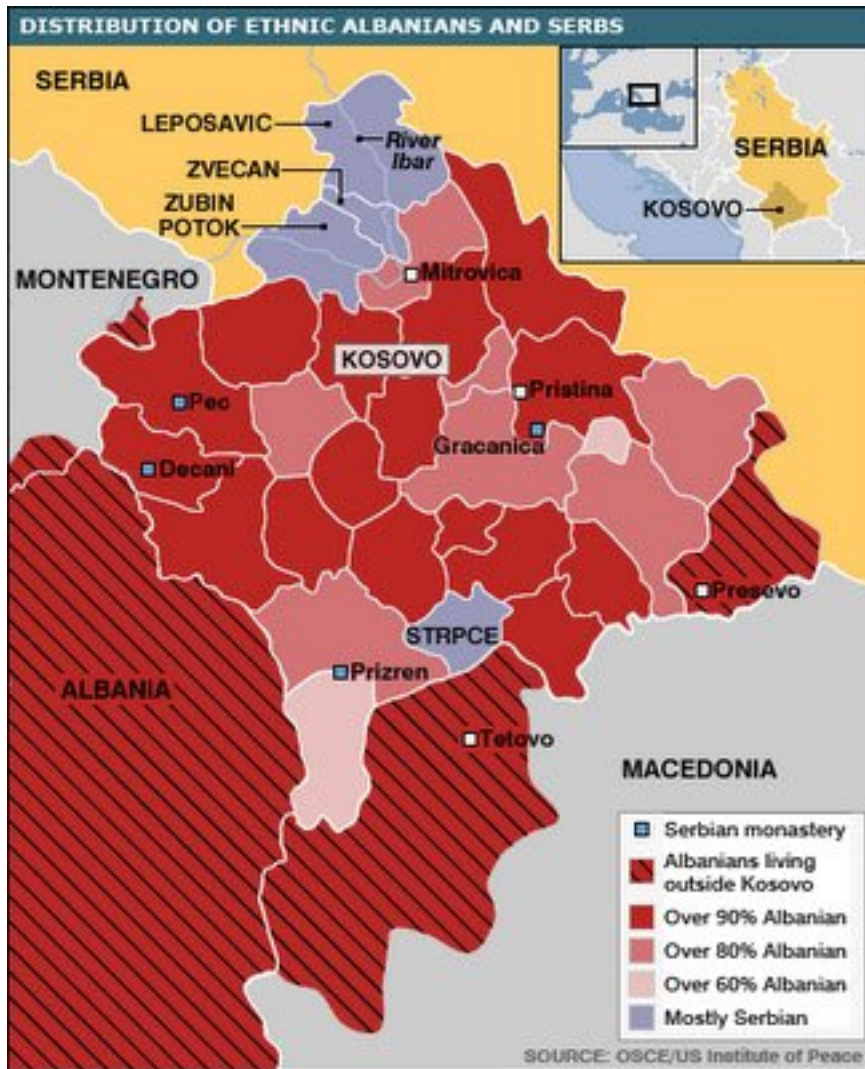 DISTRIBUTION OF ETHNIC ALBANIANS AND SERBS
SERBIA
LEPOSAVIC
River
Ibar
ZVECAN
ZUBIN
POTOK
SERBIA
KOSOVO
MONTENEGRO
Mitrovica
KOSOVO
Pec
Pristina
Gracanica
Decani
Presevo
STRPCE
Prizren
ALBANIA
Tetovo
MACEDONIA
Serbian monastery
Albanians living
outside Kosovo
Over 90% Albanian
Over 80% Albanian
Over 60% Albanian
Mostly Serbian
SOURCE: OSCE/US Institute of Peace